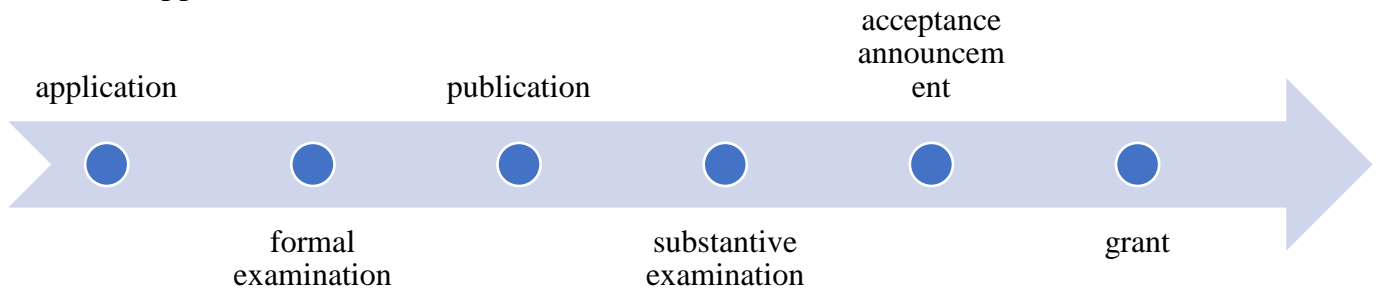 application
formal
examination
publication
substantive
examination
acceptance
announcem
ent
grant